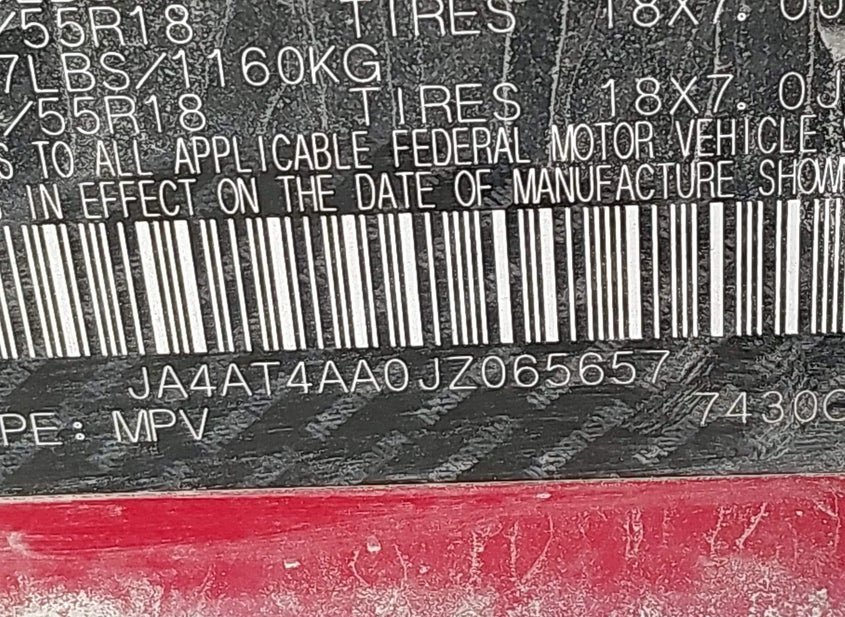 /55R18 TIRES 18X7.0J
7LBS/1160KG
/55R18 TIRES 18X7.0J
S TO ALL APPLICABLE FEDERAL MOTOR VEHICLE S
IN EFFECT ON THE DATE OF MANUFACTURE SHOWN
JA4AT4AA0JZ065657
PE: MPV 7430C